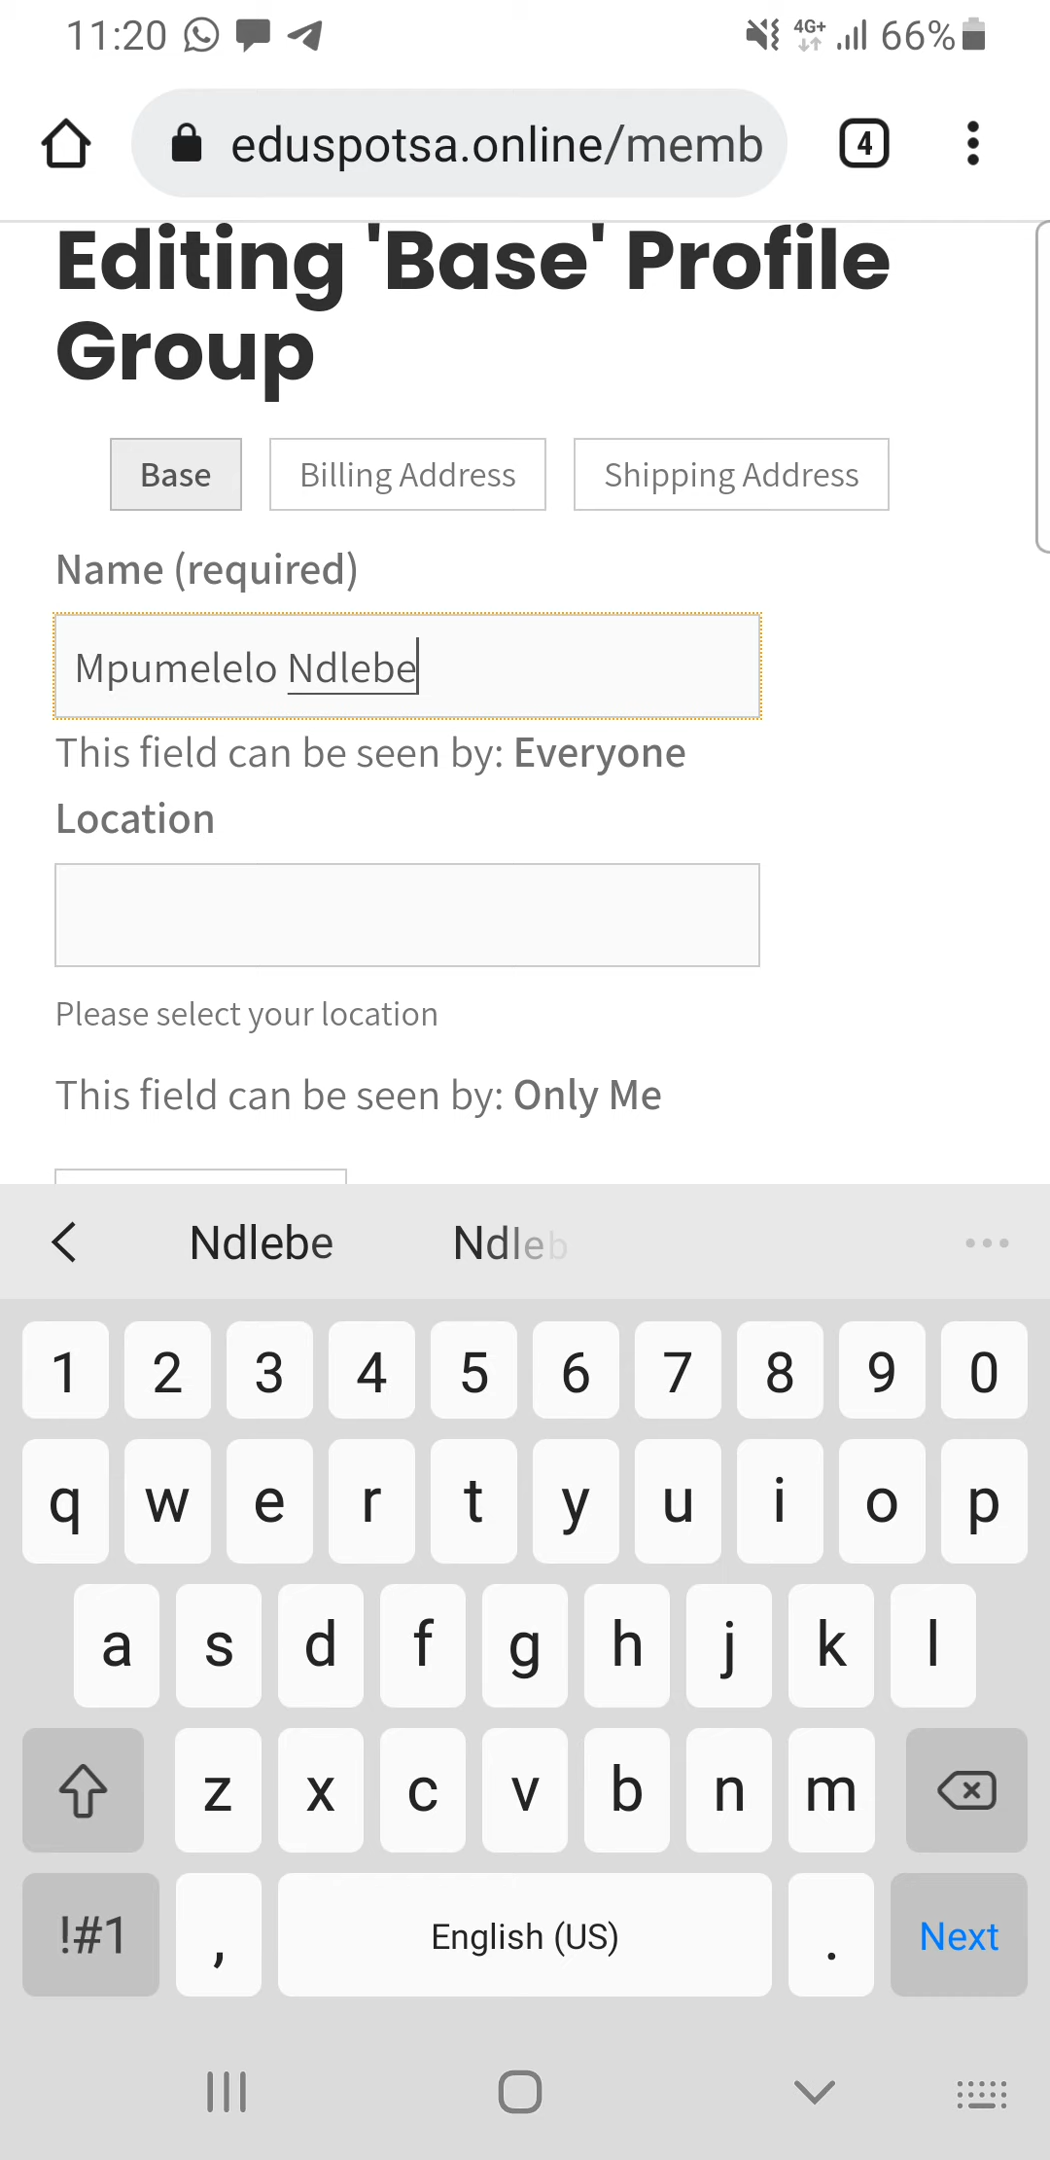 11:20 4G+ 66%
eduspotsa.online/memb 4
Editing 'Base' Profile
Group
Base Billing Address Shipping Address
Name (required)
Mpumelelo Ndlebe
This field can be seen by: Everyone
Location
Please select your location
This field can be seen by: Only Me
Ndlebe Ndleb
1 2 3 4 5 6 7 8 9 0
q w e r t y u i o p
a s d f g h j k l
z x c v b n m
!#1 , English (US) . Next